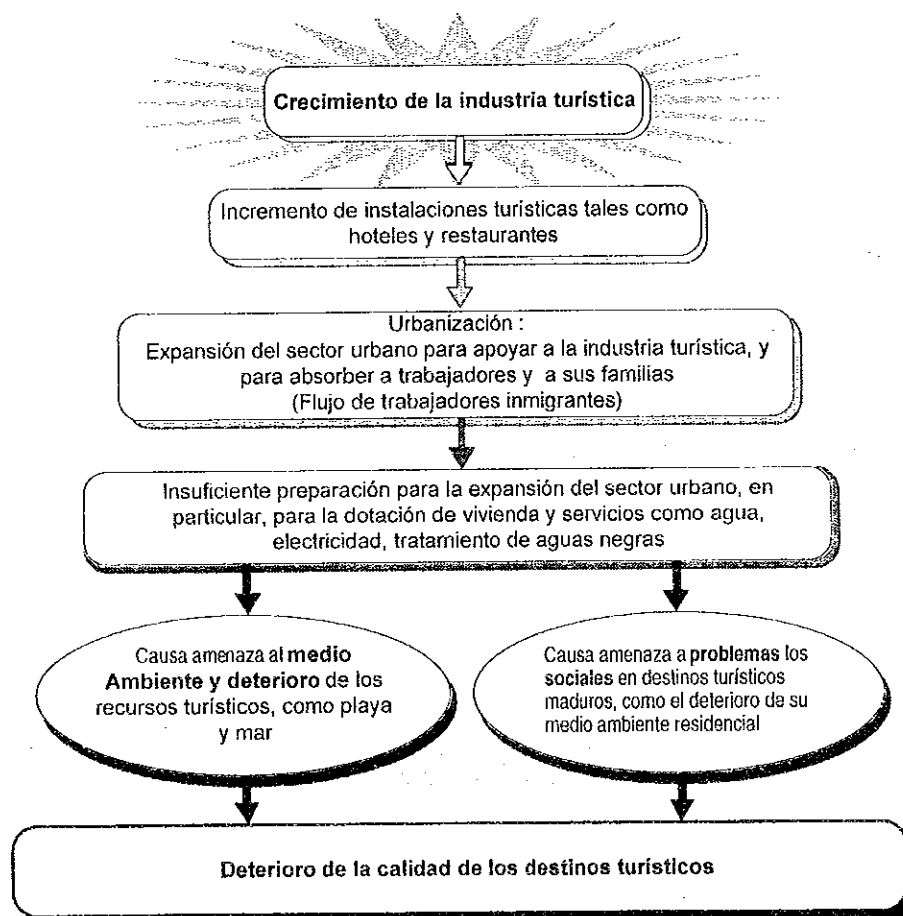 Crecimiento de la industria turística
Incremento de instalaciones turísticas tales como
hoteles y restaurantes
Urbanización :
Expansión del sector urbano para apoyar a la industria turística, y
para absorber a trabajadores y a sus familias
(Flujo de trabajadores inmigrantes)
Insuficiente preparación para la expansión del sector urbano, en
particular, para la dotación de vivienda y servicios como agua,
electricidad, tratamiento de aguas negras
Causa amenaza al medio
Ambiente y deterioro de los
recursos turísticos, como playa
y mar
Causa amenaza a problemas los
sociales en destinos turísticos
maduros, como el deterioro de su
medio ambiente residencial
Deterioro de la calidad de los destinos turísticos